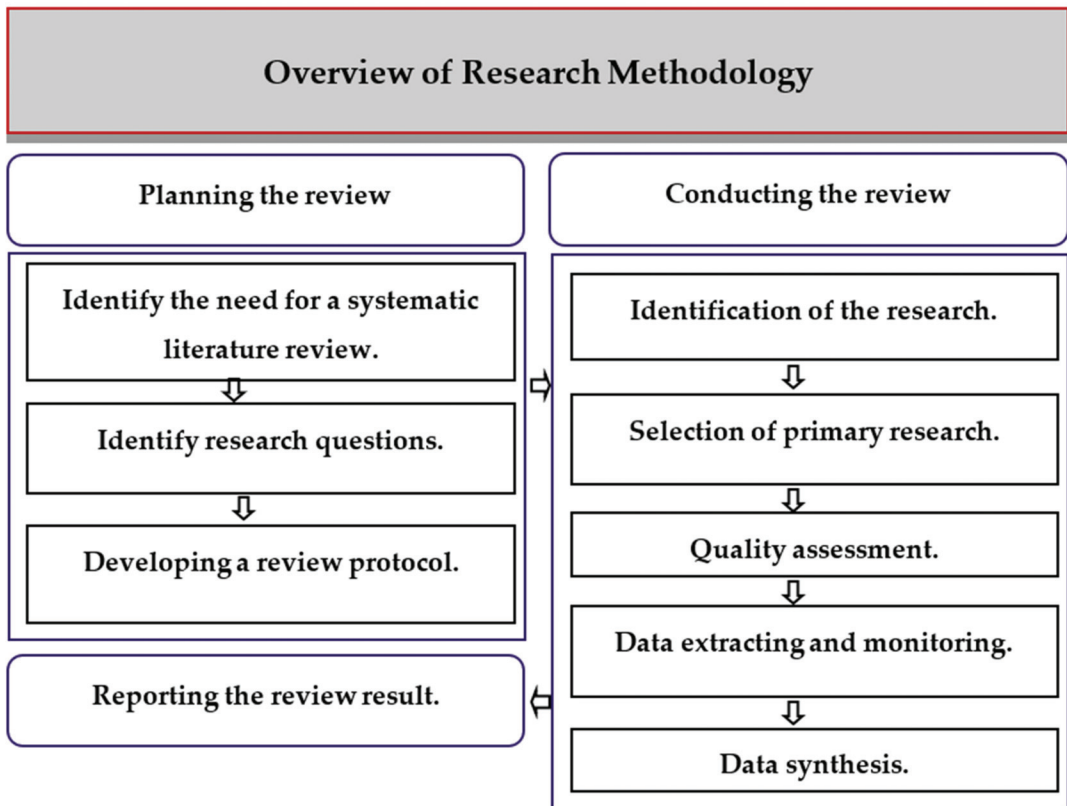 Overview of Research Methodology
Planning the review
Identify the need for a systematic
literature review.
Identify research questions.
Developing a review protocol.
Conducting the review
Identification of the research.
Selection of primary research.
Quality assessment.
Data extracting and monitoring.
Data synthesis.
Reporting the review result.